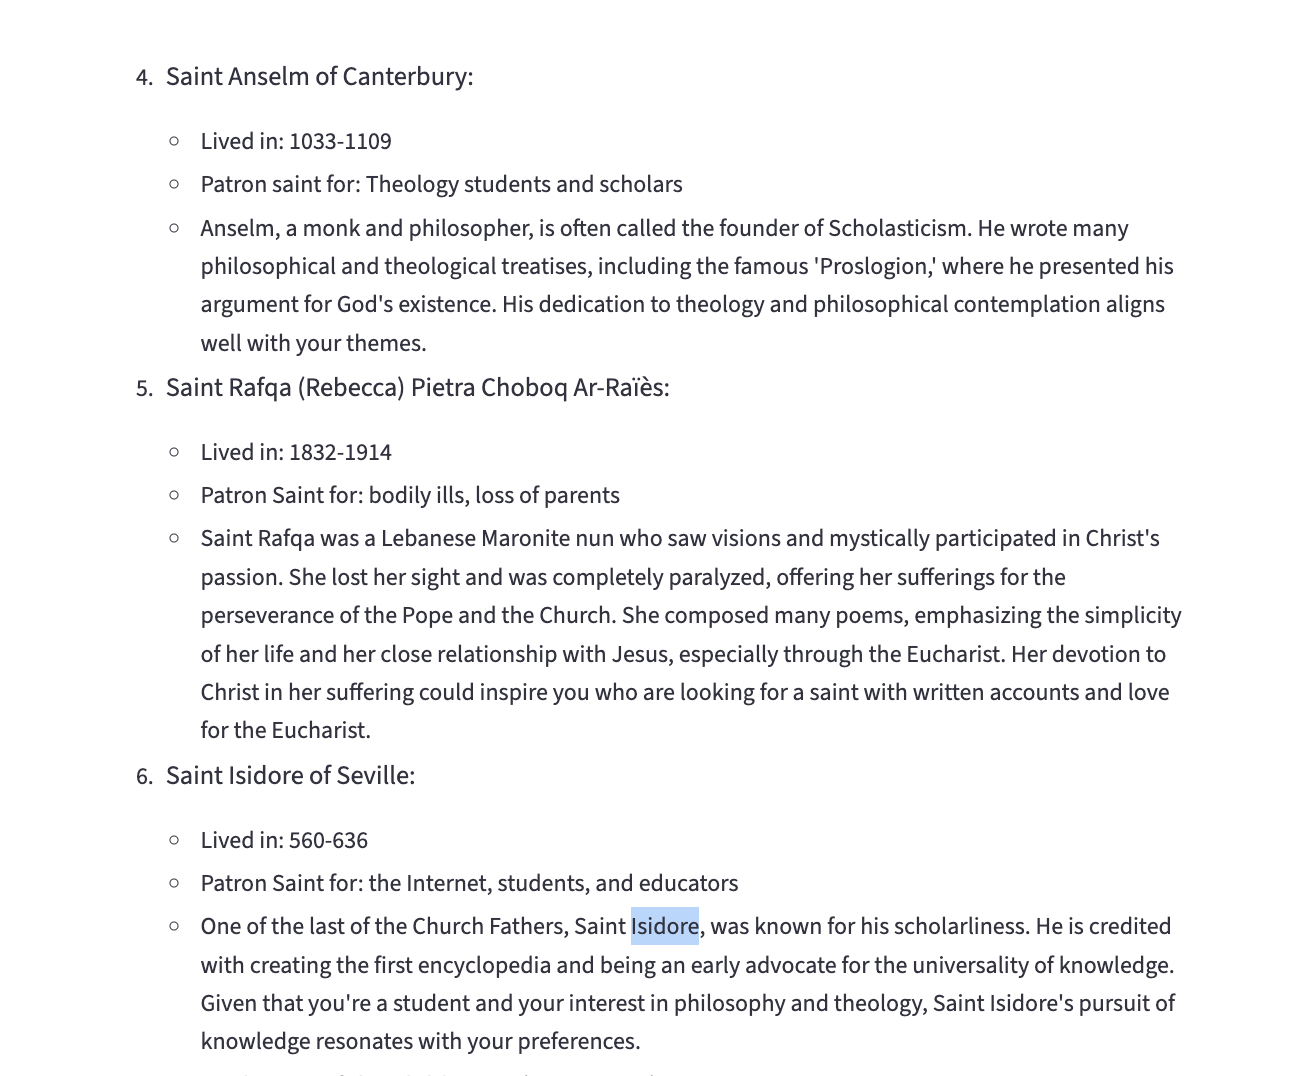 4. Saint Anselm of Canterbury:
○ Lived in: 1033-1109
○ Patron saint for: Theology students and scholars
○ Anselm, a monk and philosopher, is often called the founder of Scholasticism. He wrote many
philosophical and theological treatises, including the famous 'Proslogion,' where he presented his
argument for God's existence. His dedication to theology and philosophical contemplation aligns
well with your themes.
5. Saint Rafqa (Rebecca) Pietra Choboq Ar-Raïès:
○ Lived in: 1832-1914
○ Patron Saint for: bodily ills, loss of parents
○ Saint Rafqa was a Lebanese Maronite nun who saw visions and mystically participated in Christ's
passion. She lost her sight and was completely paralyzed, offering her sufferings for the
perseverance of the Pope and the Church. She composed many poems, emphasizing the simplicity
of her life and her close relationship with Jesus, especially through the Eucharist. Her devotion to
Christ in her suffering could inspire you who are looking for a saint with written accounts and love
for the Eucharist.
6. Saint Isidore of Seville:
○ Lived in: 560-636
○ Patron Saint for: the Internet, students, and educators
○ One of the last of the Church Fathers, Saint Isidore, was known for his scholarliness. He is credited
with creating the first encyclopedia and being an early advocate for the universality of knowledge.
Given that you're a student and your interest in philosophy and theology, Saint Isidore's pursuit of
knowledge resonates with your preferences.